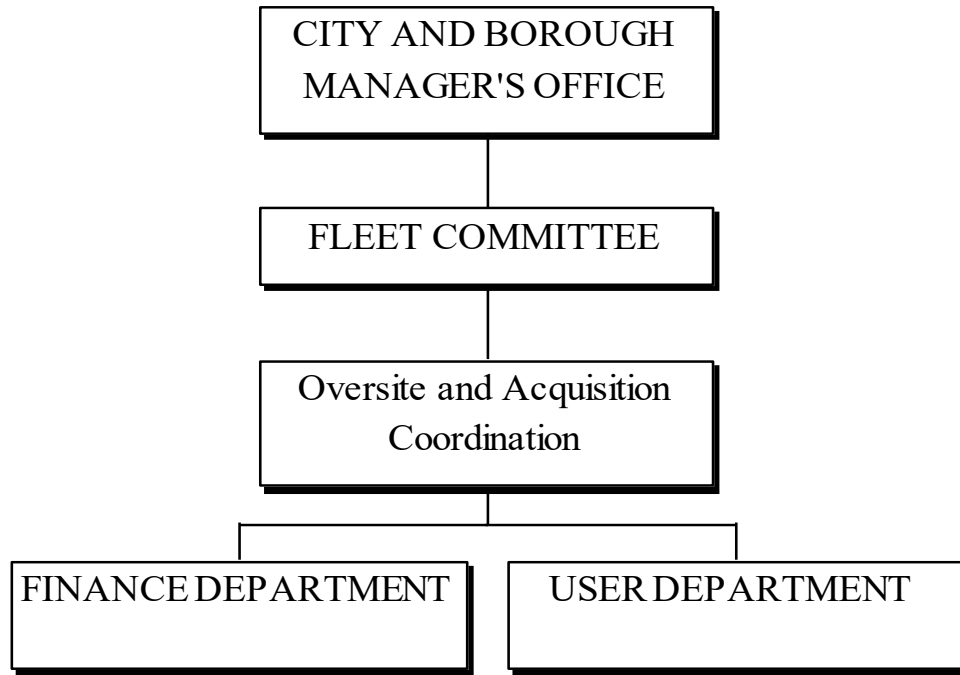 CITY AND BOROUGH
MANAGER'S OFFICE
FLEET COMMITTEE
Oversite and Acquisition
Coordination
FINANCE DEPARTMENT
USER DEPARTMENT